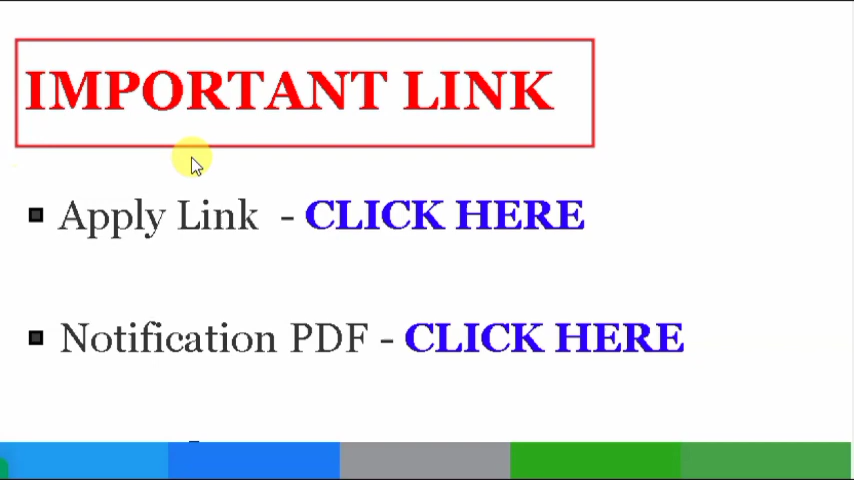 IMPORTANT LINK
Apply Link - CLICK HERE
Notification PDF - CLICK HERE